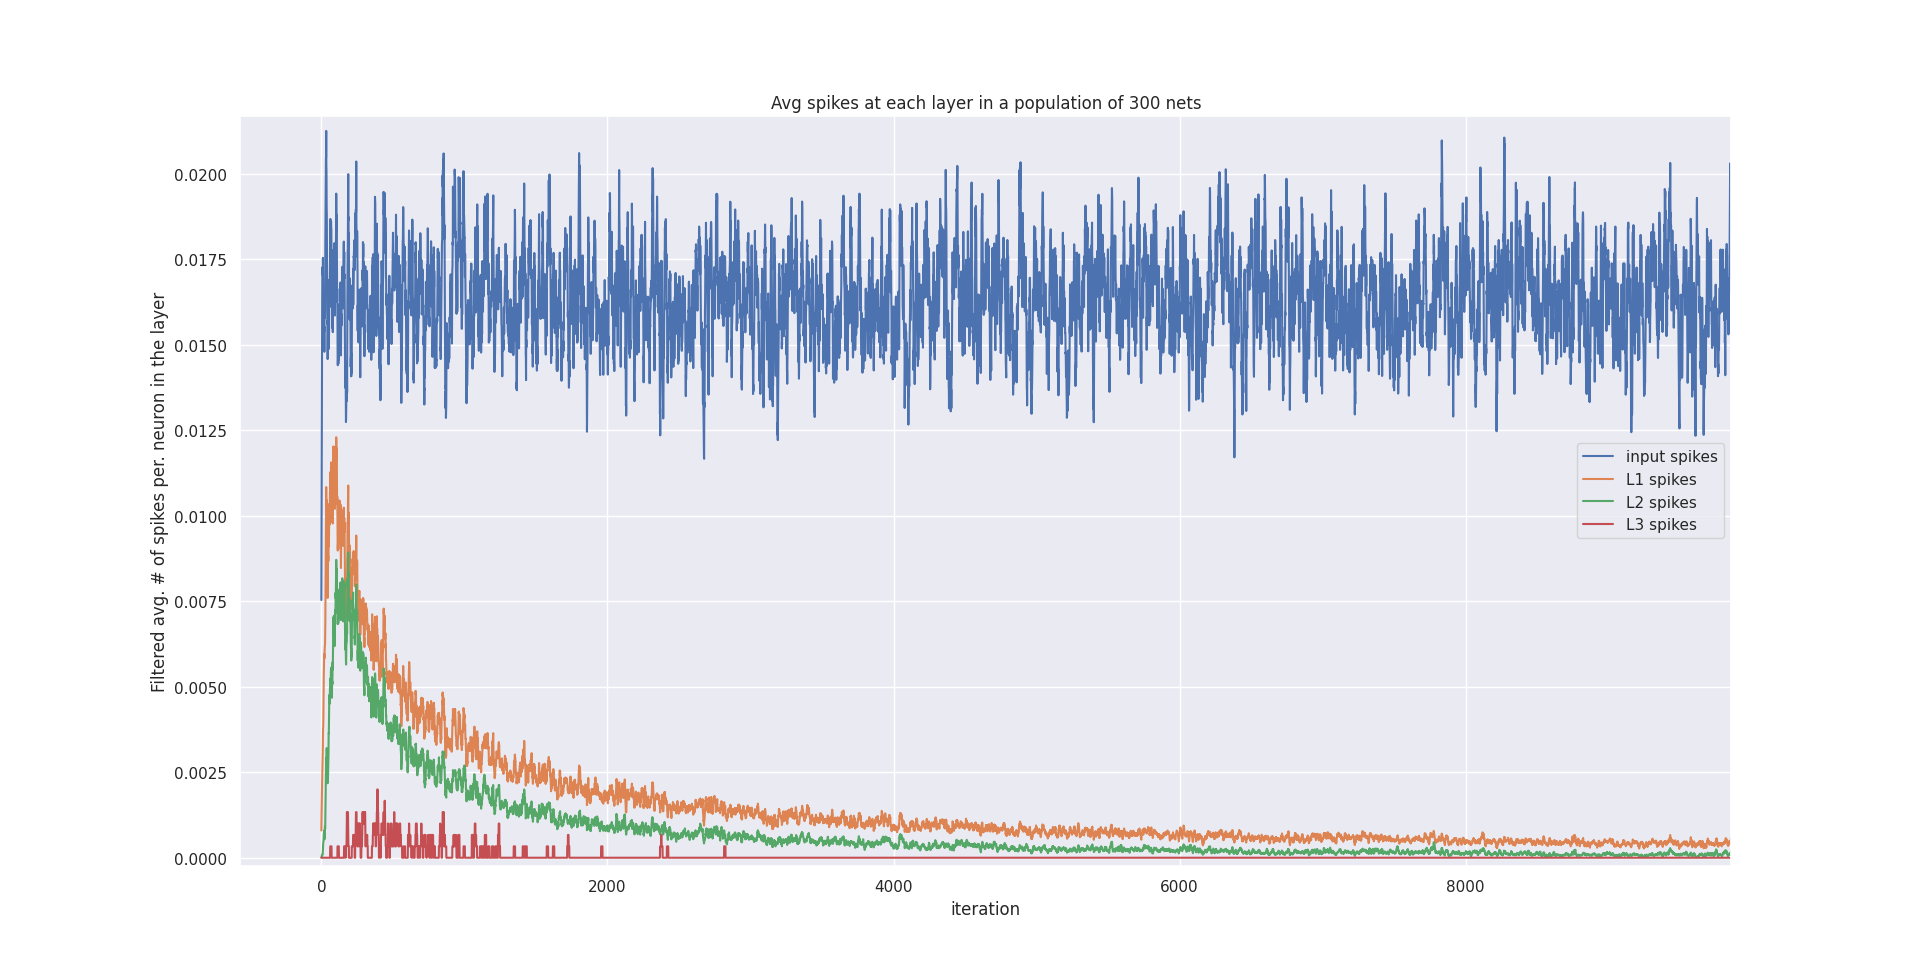 Avg spikes at each layer in a population of 300 nets
Filtered avg. # of spikes per. neuron in the layer
0.0200
0.0175
0.0150
0.0125
0.0100
0.0075
0.0050
0.0025
0.0000
input spikes
L1 spikes
L2 spikes
L3 spikes
0 2000 4000 6000 8000
iteration